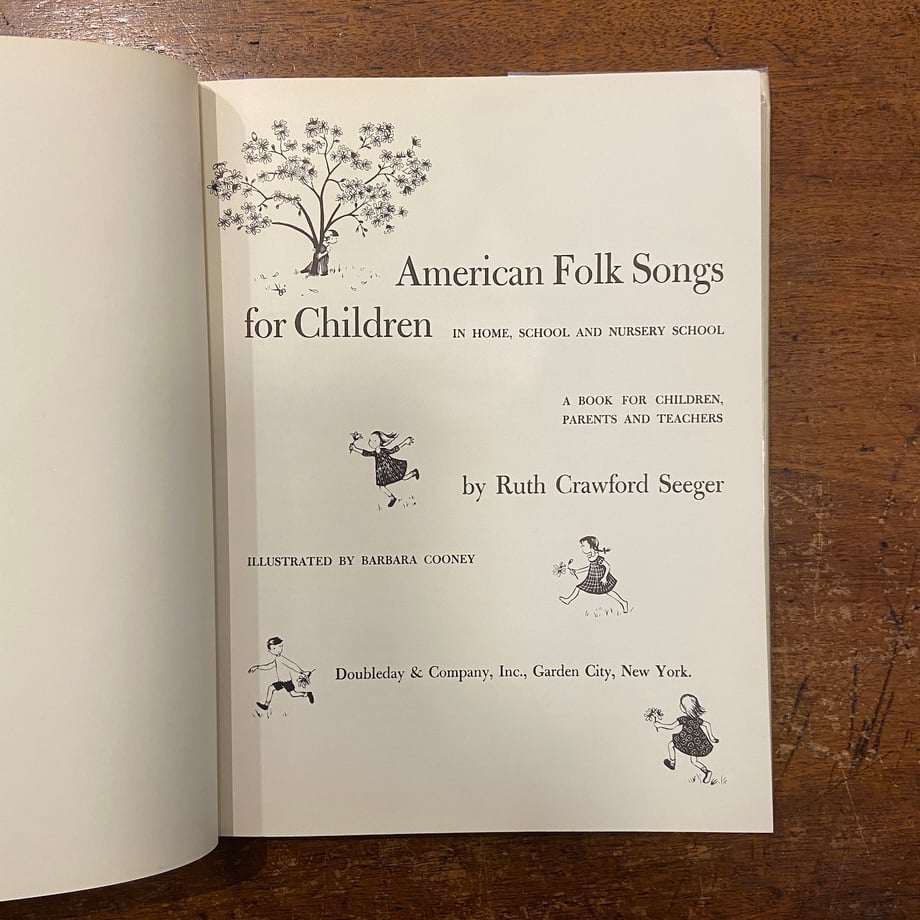 American Folk Songs
for Children IN HOME, SCHOOL AND NURSERY SCHOOL
A BOOK FOR CHILDREN,
PARENTS AND TEACHERS
by Ruth Crawford Seeger
ILLUSTRATED BY BARBARA COONEY
Doubleday & Company, Inc., Garden City, New York.